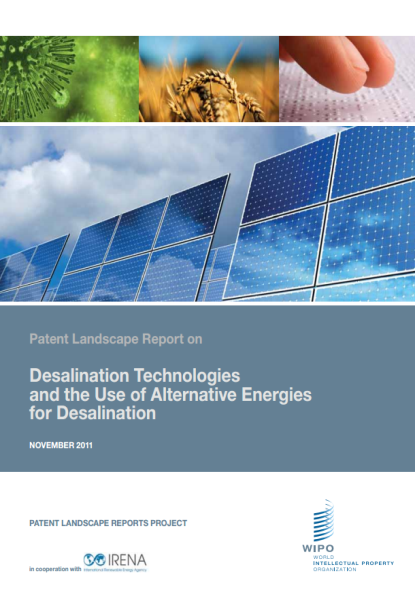 Patent Landscape Report on
Desalination Technologies
and the Use of Alternative Energies
for Desalination
NOVEMBER 2011
PATENT LANDSCAPE REPORTS PROJECT
in cooperation with
IRENA
International Renewable Energy Agency
WIPO
WORLD
INTELLECTUAL PROPERTY
ORGANIZATION